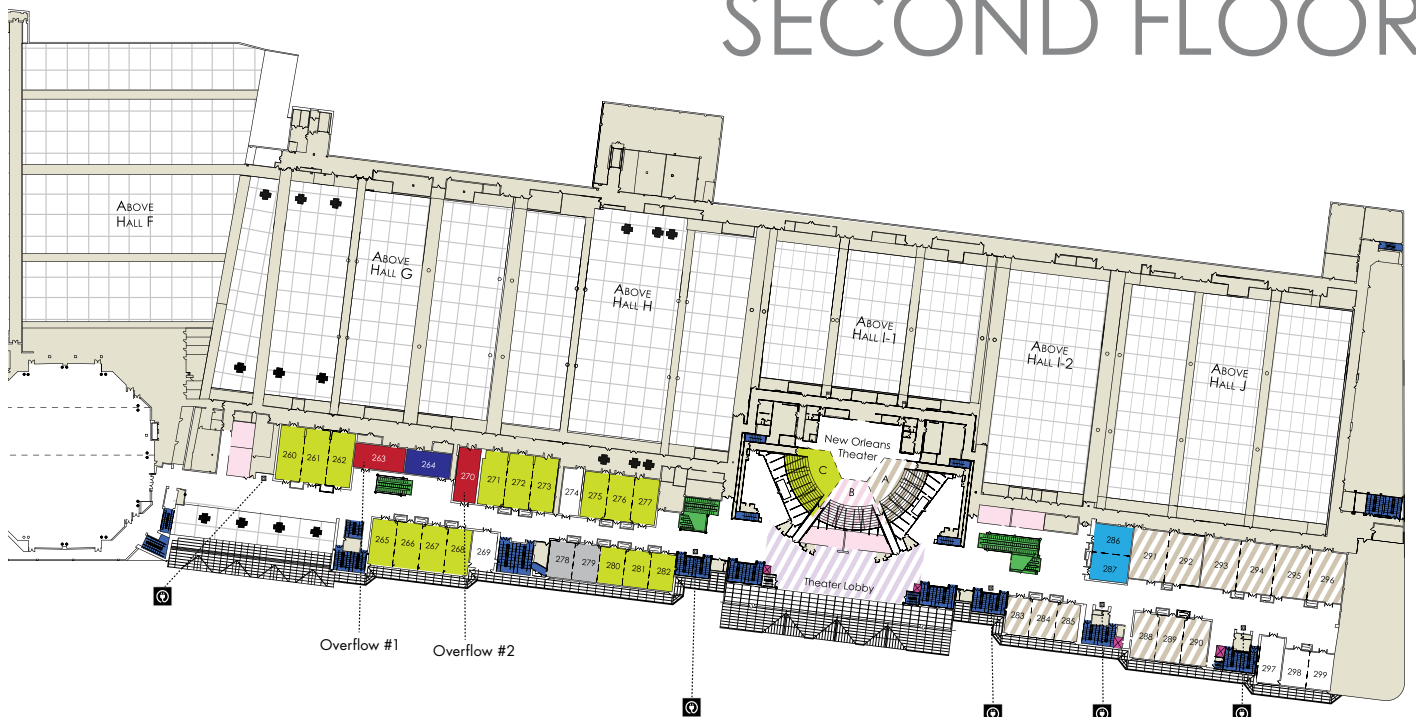 SECOND FLOOR
ABOVE
HALL F
ABOVE
HALL G
ABOVE
HALL H
ABOVE
HALL I-1
ABOVE
HALL I-2
ABOVE
HALL J
New Orleans
Theater
C
B
A
Theater Lobby
260
261
262
263
264
270
271
272
273
274
275
276
277
265
266
267
268
269
278
279
280
281
282
286
287
291
292
293
294
295
296
283
284
285
288
289
290
297
298
299
Overflow #1
Overflow #2